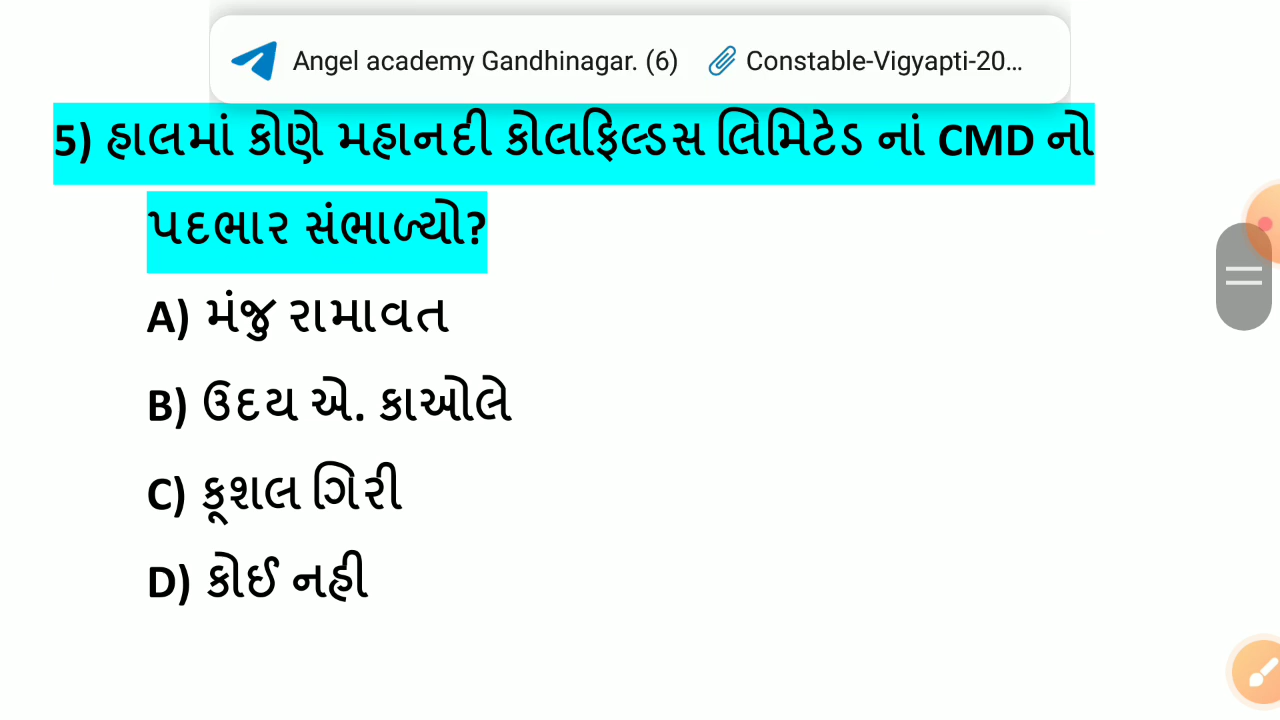 Angel academy Gandhinagar. (6) Constable-Vigyapti-20...
5) હાલમાં કોણે મહાનદી કોલફિલ્ડસ લિમિટેડ નાં CMD નો
પદભાર સંભાળ્યો?
A) મંજુ રામાવત
B) ઉદય એ. કાઓલે
C) કૂશલ ગિરી
D) કોઈ નહી